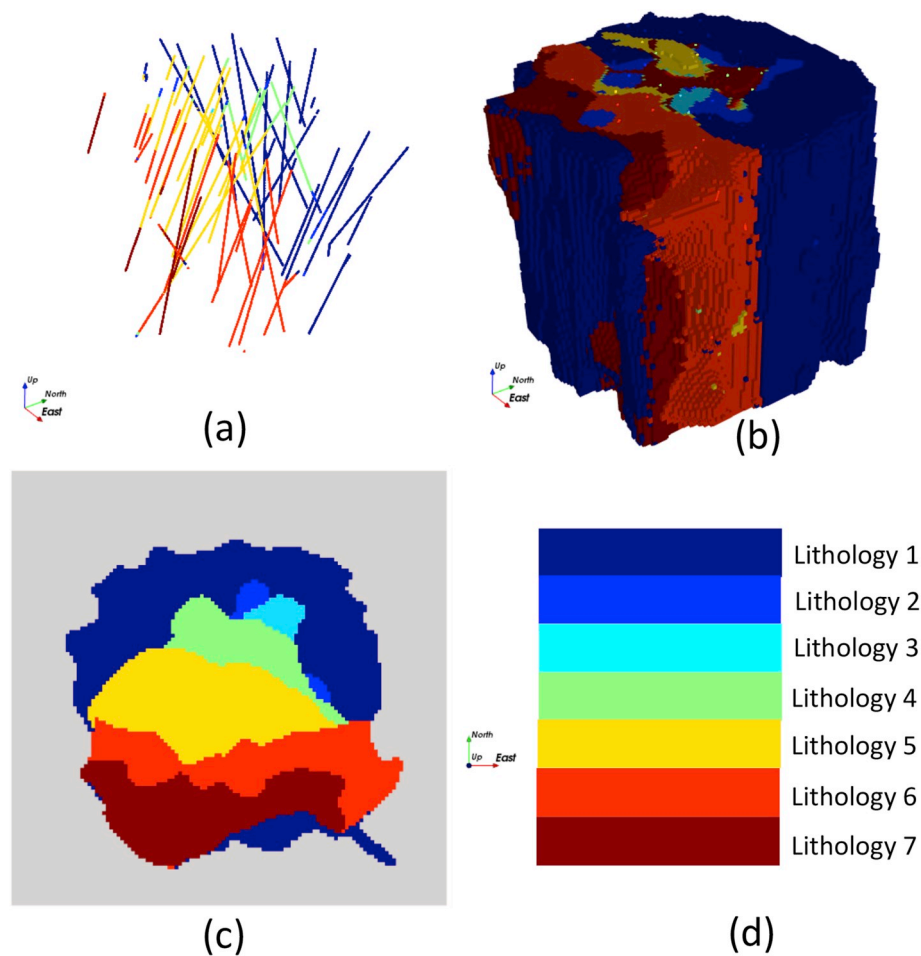 Up
North
East
(a)
Up
North
East
(b)
Lithology 1
Lithology 2
Lithology 3
Lithology 4
North
Up
East
Lithology 5
Lithology 6
Lithology 7
(c)
(d)